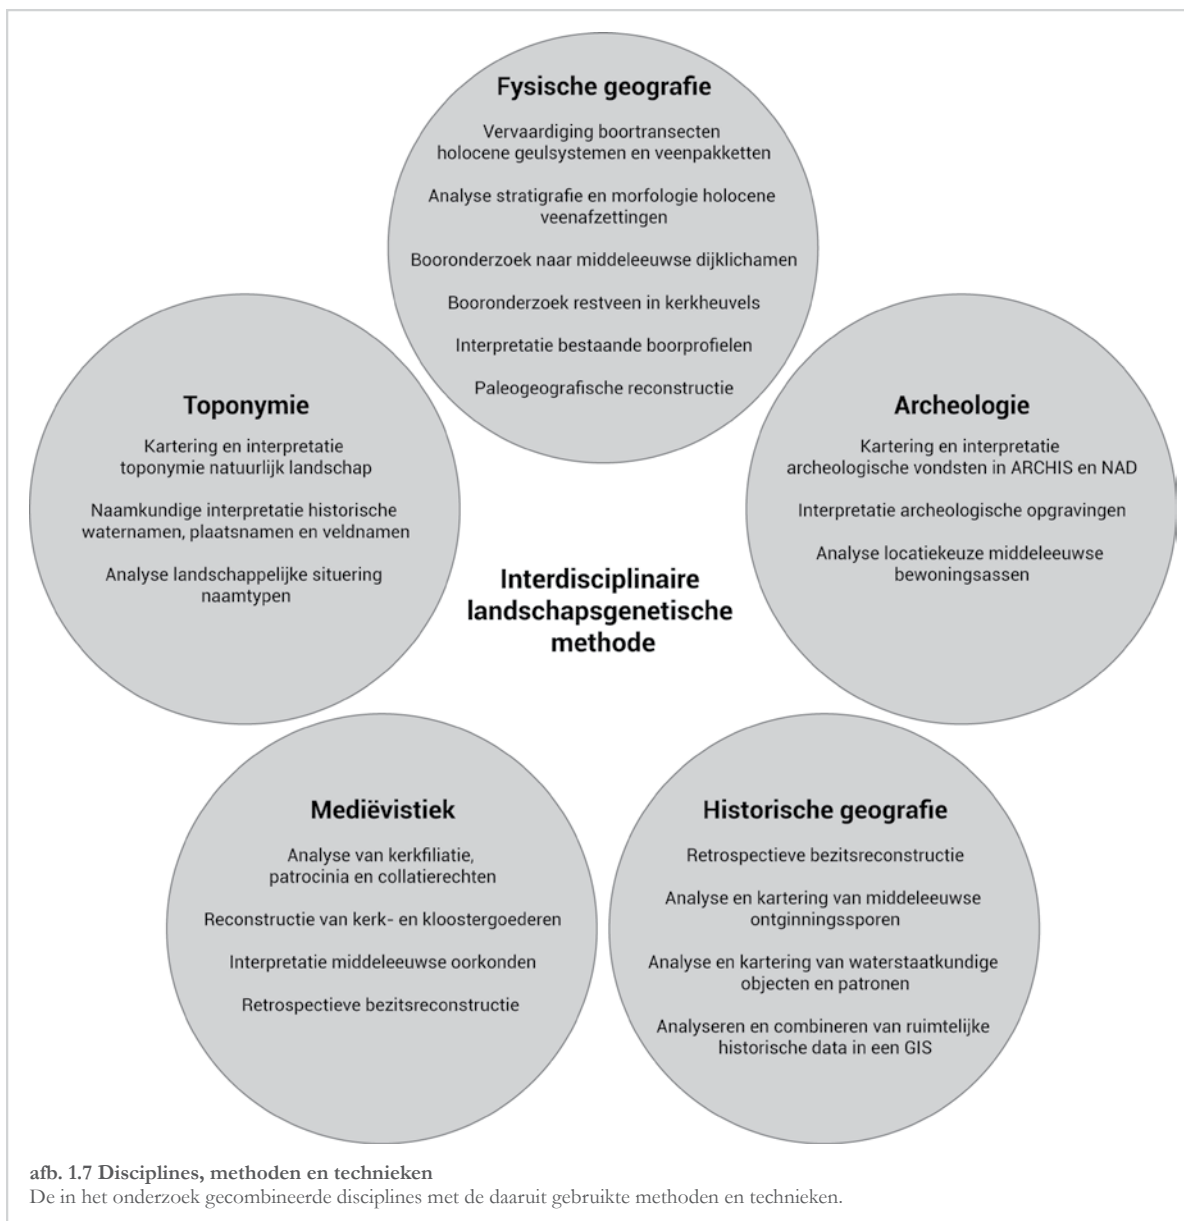 Fysische geografie
Vervaardiging boortransecten
holocene geulsystemen en veenpakketten
Analyse stratigrafie en morfologie holocene
veenafzettingen
Booronderzoek naar middeleeuwse dijklichamen
Booronderzoek restveen in kerkheuvels
Interpretatie bestaande boorprofielen
Paleogeografische reconstructie
Toponymie
Kartering en interpretatie
toponymie natuurlijk landschap
Naamkundige interpretatie historische
waternamen, plaatsnamen en veldnamen
Analyse landschappelijke situering
naamtypen
Archeologie
Kartering en interpretatie
archeologische vondsten in ARCHIS en NAD
Interpretatie archeologische opgravingen
Analyse locatiekeuze middeleeuwse
bewoningsassen
Interdisciplinaire
landschapsgenetische
methode
Mediëvistiek
Analyse van kerkfiliatie,
patrocinia en collatierechten
Reconstructie van kerk- en kloostergoederen
Interpretatie middeleeuwse oorkonden
Retrospectieve bezitsreconstructie
Historische geografie
Retrospectieve bezitsreconstructie
Analyse en kartering van middeleeuwse
ontginningssporen
Analyse en kartering van waterstaatkundige
objecten en patronen
Analyseren en combineren van ruimtelijke
historische data in een GIS
afb. 1.7 Disciplines, methoden en technieken
De in het onderzoek gecombineerde disciplines met de daaruit gebruikte methoden en technieken.